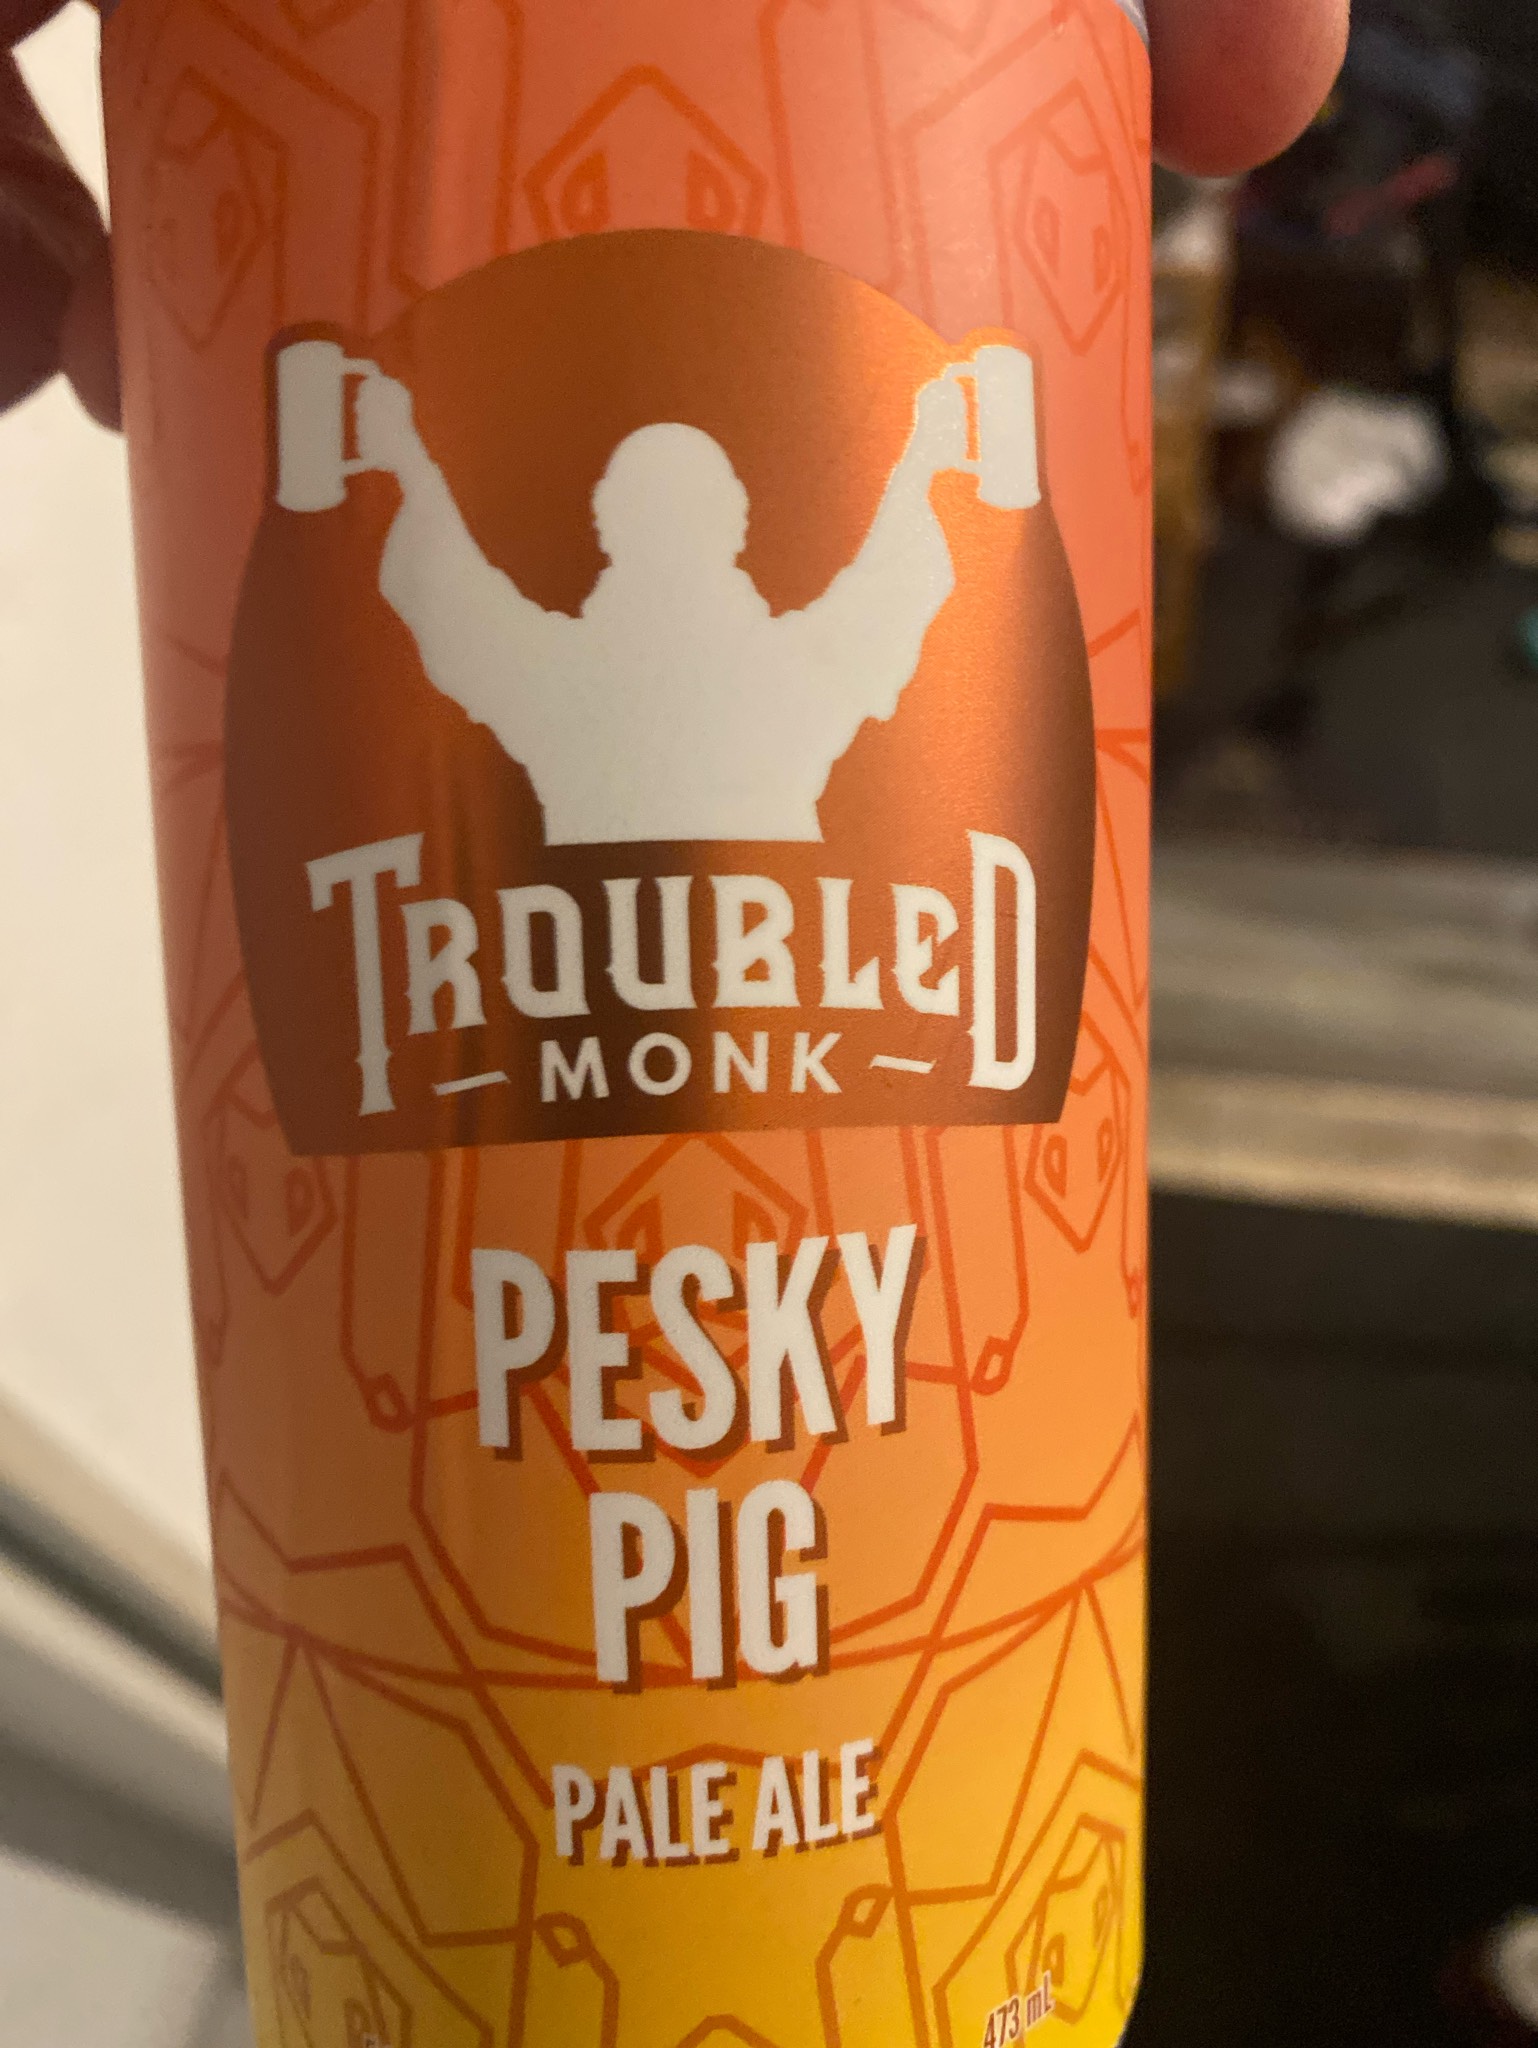 TROUBLED
MONK
PESKY
PIG
PALE ALE
473 mL